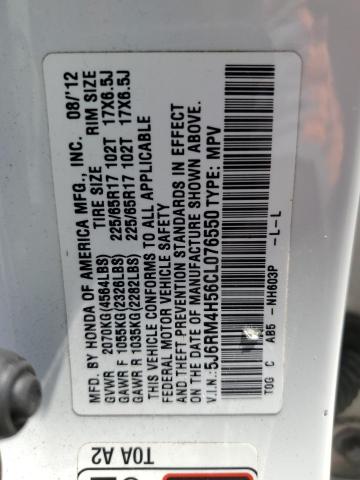 MFD. BY HONDA OF AMERICA MFG., INC. 08/'12
TIRE SIZE RIM SIZE
GVWR 2070KG(4564LBS)
GAWR F 1055KG(2326LBS) 225/65R17 102T 17X6.5J
GAWR R 1035KG(2282LBS) 225/65R17 102T 17X6.5J
THIS VEHICLE CONFORMS TO ALL APPLICABLE
FEDERAL MOTOR VEHICLE SAFETY
AND THEFT PREVENTION STANDARDS IN EFFECT
ON THE DATE OF MANUFACTURE SHOWN ABOVE.
V.I.N.:5J6RM4H56CL076550 TYPE: MPV
T0G C AB5 -NH603P -L-L
T0A A2